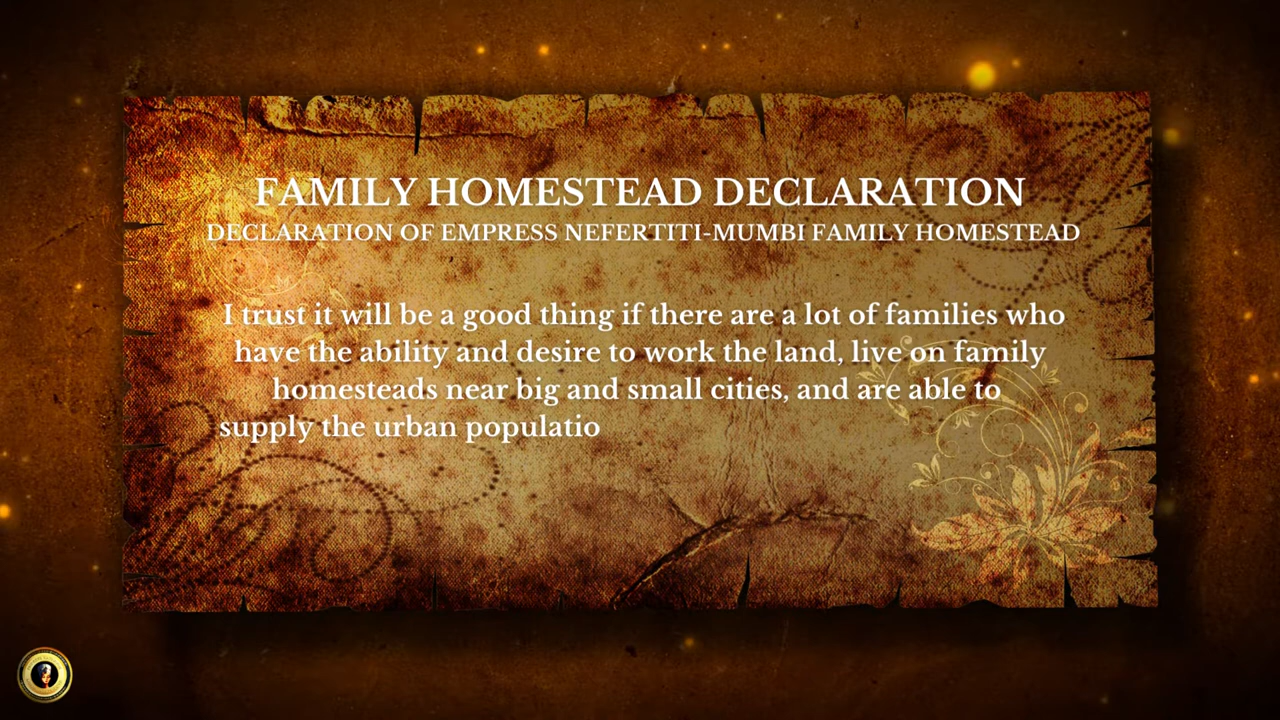 FAMILY HOMESTEAD DECLARATION
DECLARATION OF EMPRESS NEFERTITI-MUMBI FAMILY HOMESTEAD
I trust it will be a good thing if there are a lot of families who
have the ability and desire to work the land, live on family
homesteads near big and small cities, and are able to
supply the urban populatio